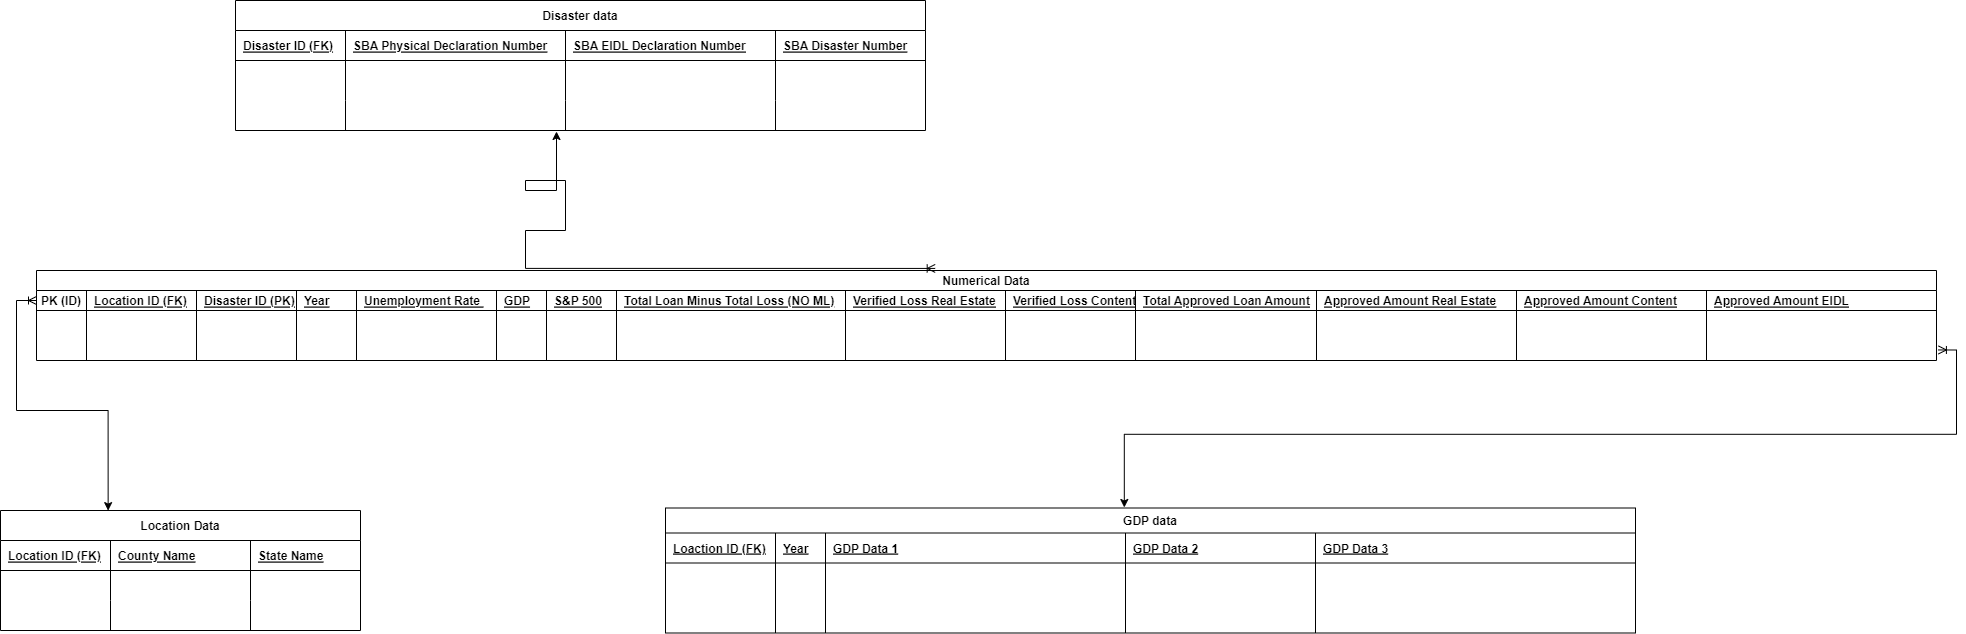 Disaster data
Disaster ID (FK) SBA Physical Declaration Number SBA EIDL Declaration Number SBA Disaster Number
Numerical Data
PK (ID) Location ID (FK) Disaster ID (PK) Year Unemployment Rate GDP S&P 500 Total Loan Minus Total Loss (NO ML) Verified Loss Real Estate Verified Loss Content Total Approved Loan Amount Approved Amount Real Estate Approved Amount Content Approved Amount EIDL
Location Data
Location ID (FK) County Name State Name
GDP data
Loaction ID (FK) Year GDP Data 1 GDP Data 2 GDP Data 3